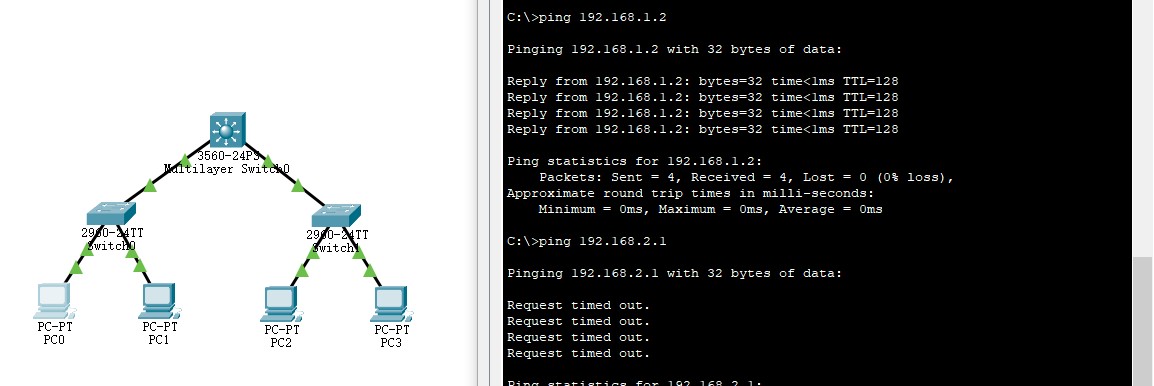 3560-24PS
Multilayer Switch0
2960-24TT
Switch0
2960-24TT
Switch1
PC-PT
PC0
PC-PT
PC1
PC-PT
PC2
PC-PT
PC3
C:\>ping 192.168.1.2
Pinging 192.168.1.2 with 32 bytes of data:
Reply from 192.168.1.2: bytes=32 time<1ms TTL=128
Reply from 192.168.1.2: bytes=32 time<1ms TTL=128
Reply from 192.168.1.2: bytes=32 time<1ms TTL=128
Reply from 192.168.1.2: bytes=32 time<1ms TTL=128
Ping statistics for 192.168.1.2:
Packets: Sent = 4, Received = 4, Lost = 0 (0% loss),
Approximate round trip times in milli-seconds:
Minimum = 0ms, Maximum = 0ms, Average = 0ms
C:\>ping 192.168.2.1
Pinging 192.168.2.1 with 32 bytes of data:
Request timed out.
Request timed out.
Request timed out.
Request timed out.
Ping statistics for 192.168.2.1: